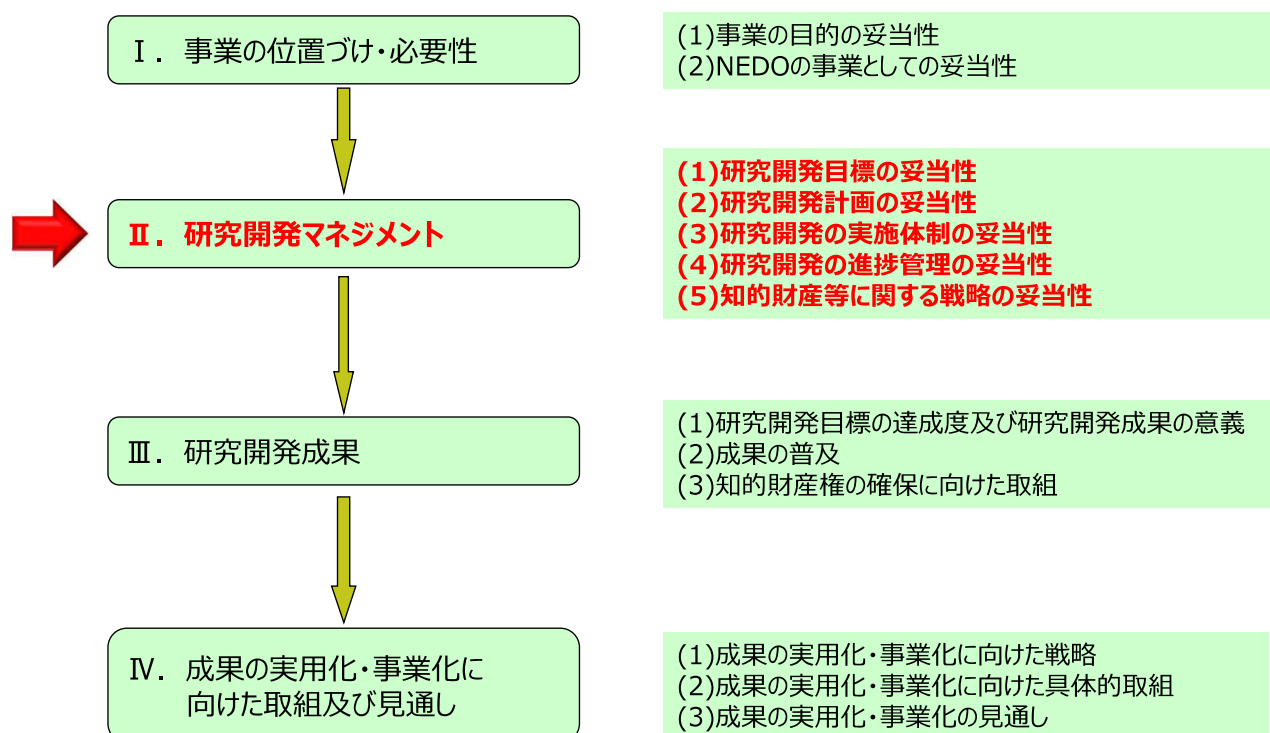 Ⅰ．事業の位置づけ・必要性
(1)事業の目的の妥当性
(2)NEDOの事業としての妥当性
Ⅱ．研究開発マネジメント
(1)研究開発目標の妥当性
(2)研究開発計画の妥当性
(3)研究開発の実施体制の妥当性
(4)研究開発の進捗管理の妥当性
(5)知的財産等に関する戦略の妥当性
Ⅲ．研究開発成果
(1)研究開発目標の達成度及び研究開発成果の意義
(2)成果の普及
(3)知的財産権の確保に向けた取組
Ⅳ．成果の実用化・事業化に
向けた取組及び見通し
(1)成果の実用化・事業化に向けた戦略
(2)成果の実用化・事業化に向けた具体的取組
(3)成果の実用化・事業化の見通し